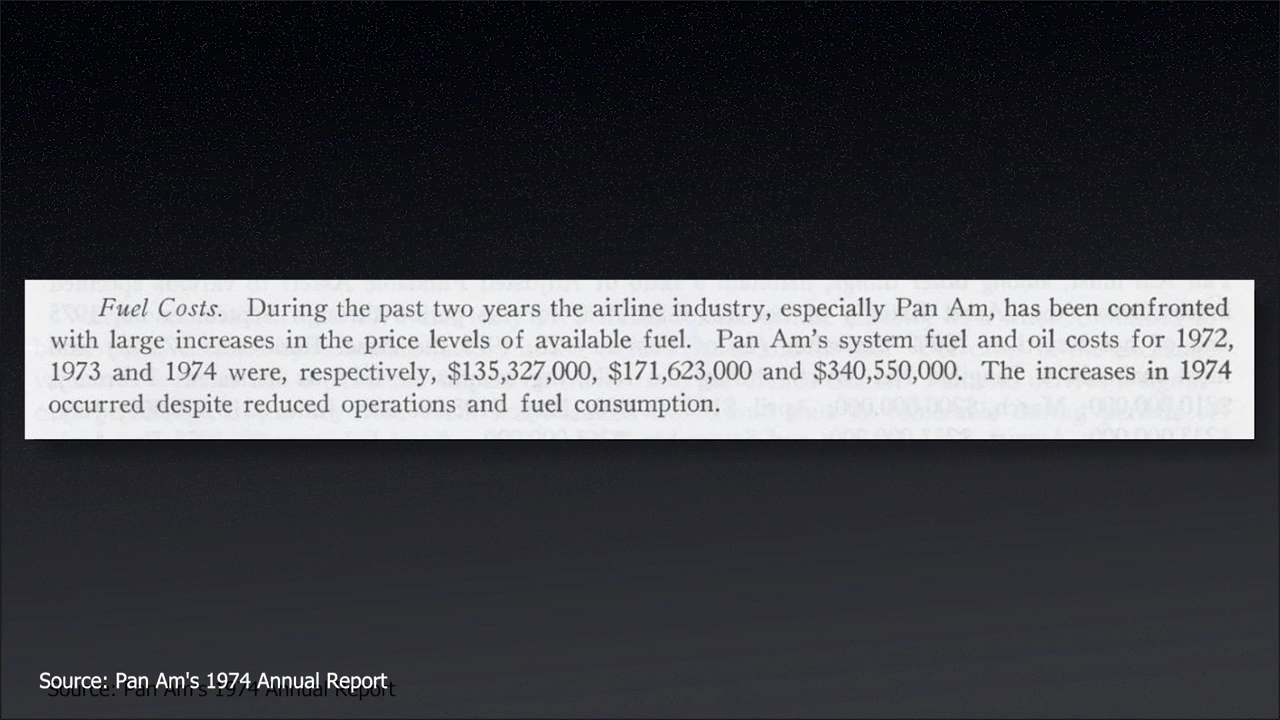 Fuel Costs. During the past two years the airline industry, especially Pan Am, has been confronted
with large increases in the price levels of available fuel. Pan Am's system fuel and oil costs for 1972,
1973 and 1974 were, respectively, $135,327,000, $171,623,000 and $340,550,000. The increases in 1974
occurred despite reduced operations and fuel consumption.
Source: Pan Am's 1974 Annual Report